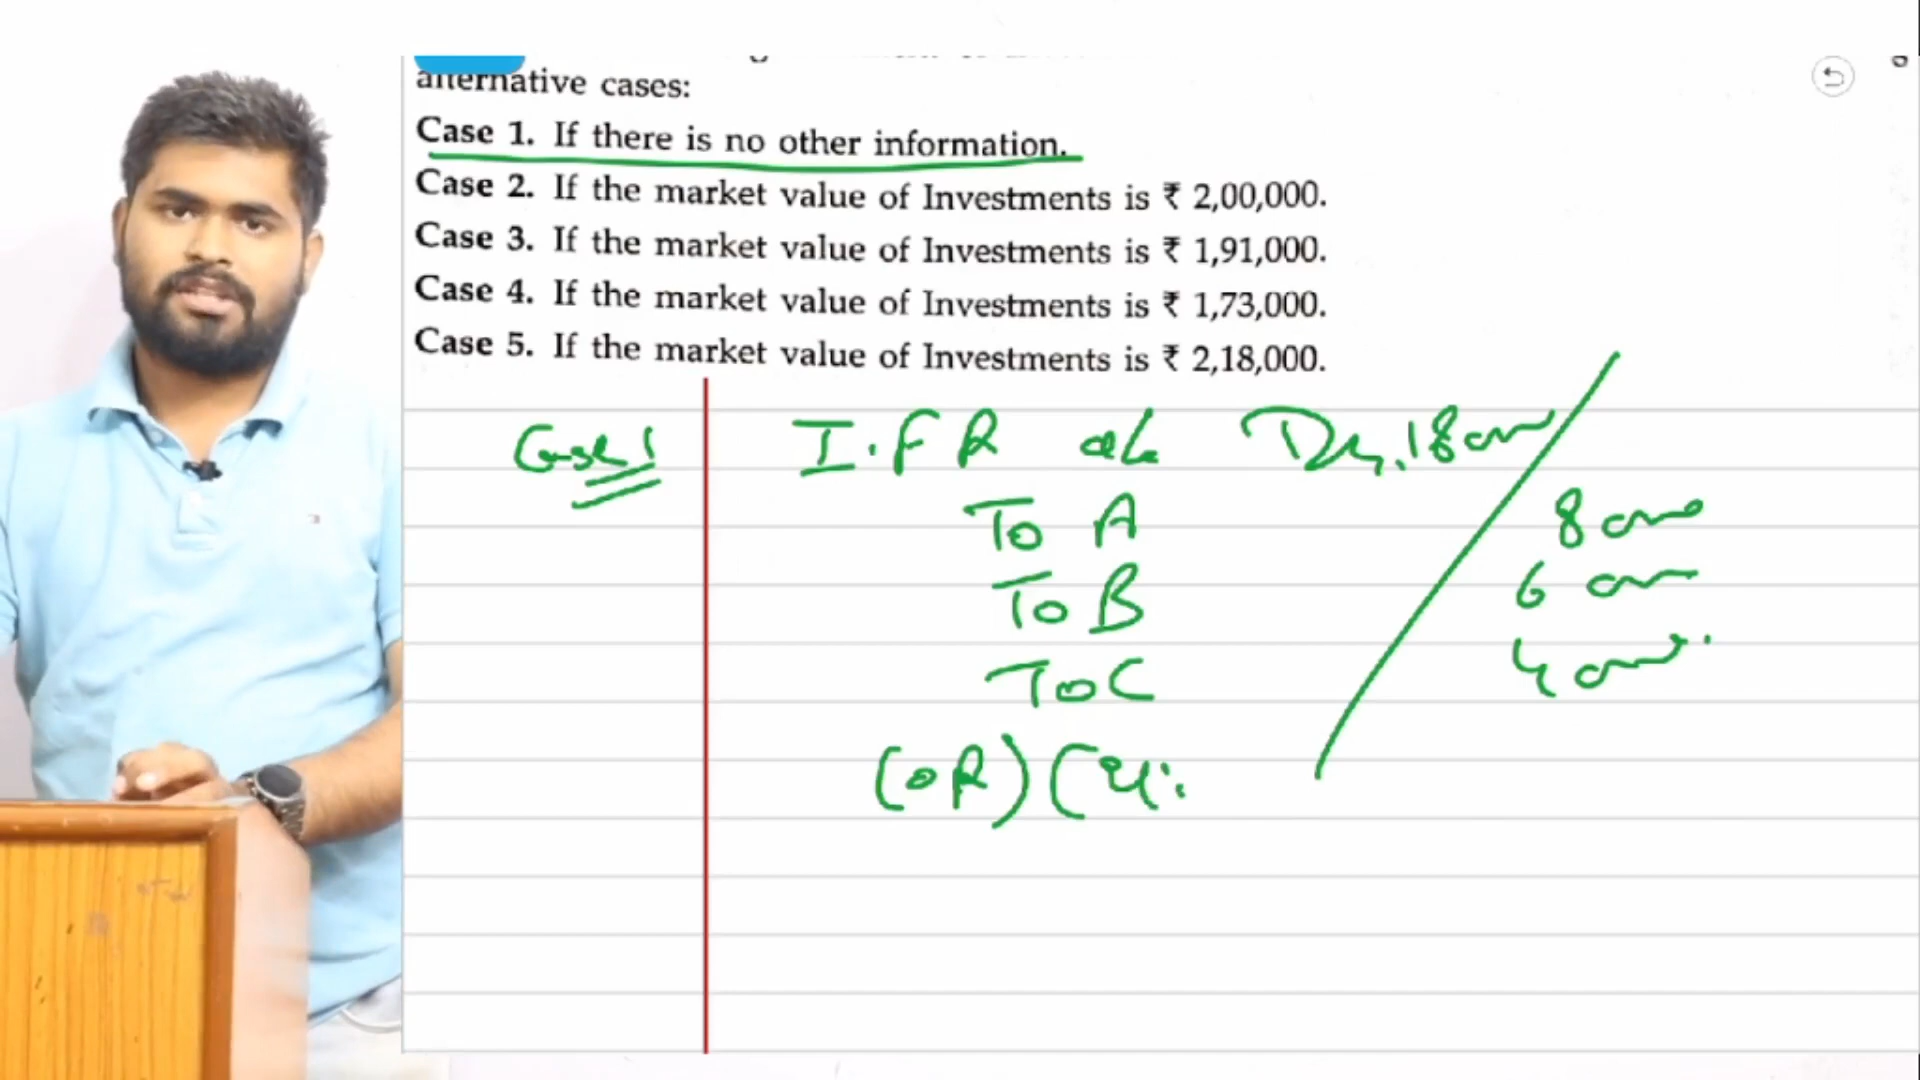 alternative cases:
Case 1. If there is no other information.
Case 2. If the market value of Investments is ₹ 2,00,000.
Case 3. If the market value of Investments is ₹ 1,91,000.
Case 4. If the market value of Investments is ₹ 1,73,000.
Case 5. If the market value of Investments is ₹ 2,18,000.
Case 1
I.F R a/c Dr. 18000
To A 8000
To B 6000
To C 4000
(OR) (4: